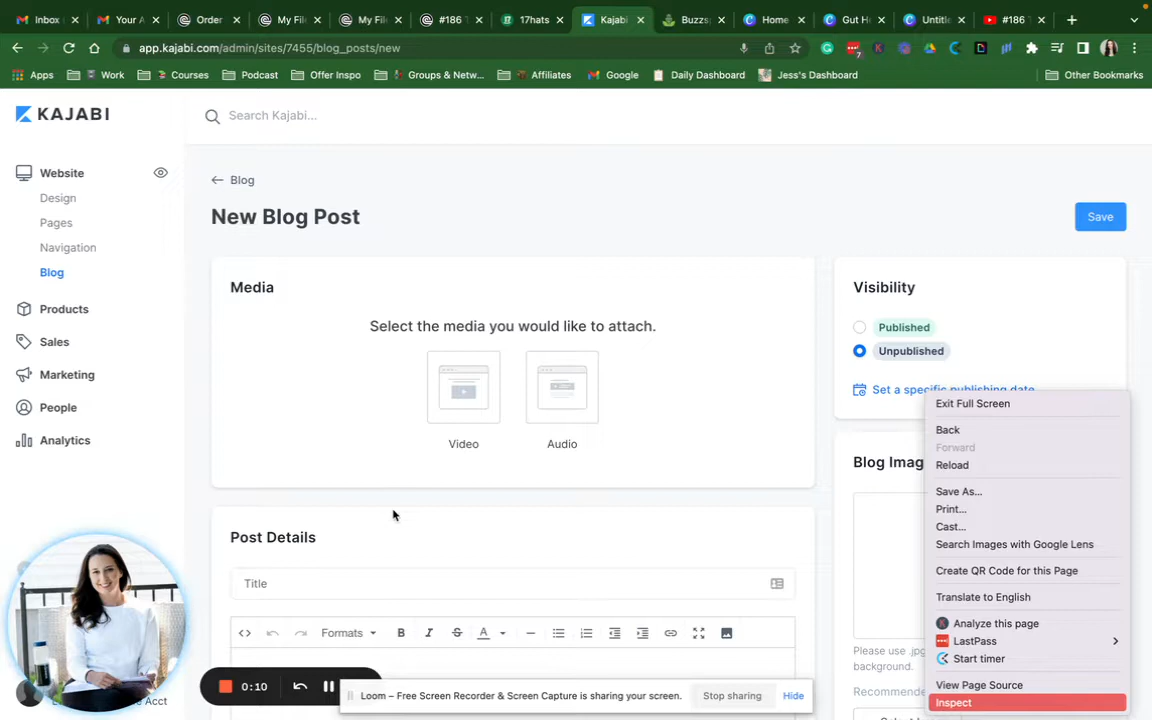 Inbox (
Your A
Order
My File
My File
#186 T
17hats
Kajabi
Buzzsp
Home
Gut He
Untitle
#186 T
app.kajabi.com/admin/sites/7455/blog_posts/new
7
Apps
Work
Courses
Podcast
Offer Inspo
Groups & Netw...
Affiliates
Google
Daily Dashboard
Jess's Dashboard
Other Bookmarks
KAJABI
Search Kajabi...
Website
Design
Pages
Navigation
Blog
Products
Sales
Marketing
People
Analytics
Acct
Blog
New Blog Post
Save
Media
Select the media you would like to attach.
Video
Audio
Post Details
Title
Formats
B
I
S
A
Visibility
Published
Unpublished
Set a specific publishing date
Blog Imag
Please use .jpg
background.
Recommende
Exit Full Screen
Back
Forward
Reload
Save As...
Print...
Cast...
Search Images with Google Lens
Create QR Code for this Page
Translate to English
Analyze this page
LastPass
Start timer
View Page Source
Inspect
0:10
Loom – Free Screen Recorder & Screen Capture is sharing your screen.
Stop sharing
Hide